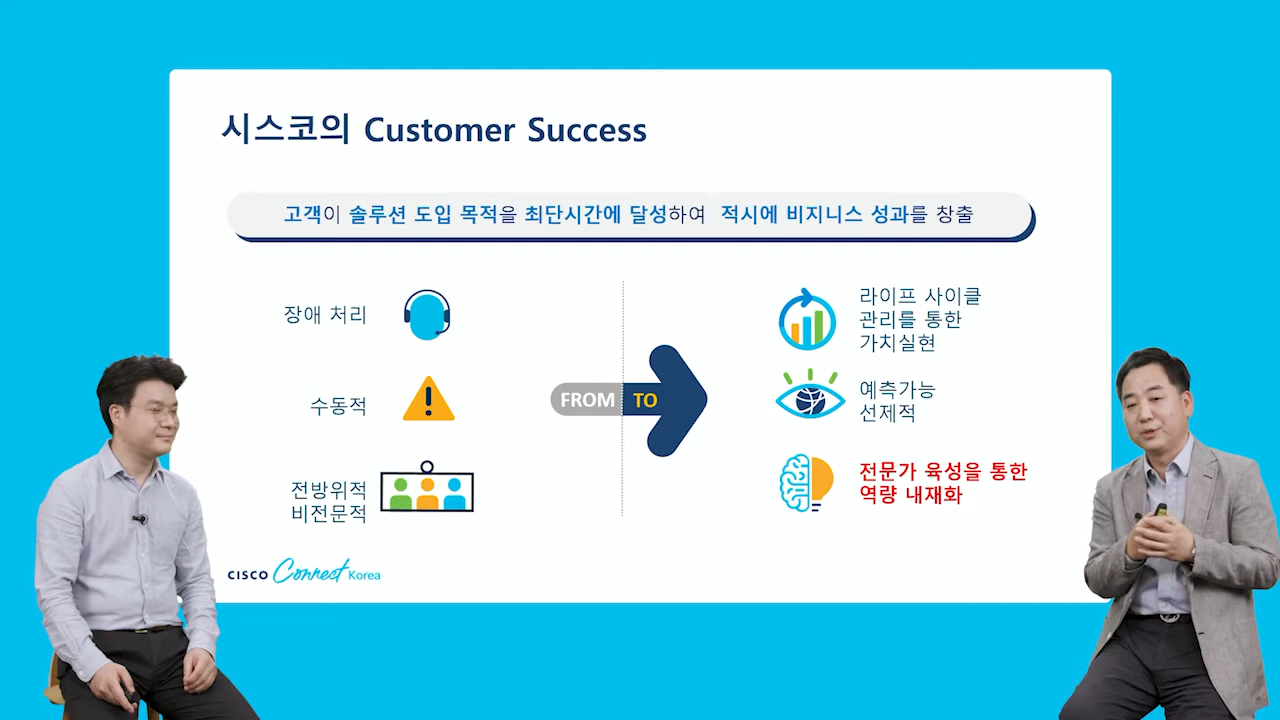 시스코의 Customer Success
고객이 솔루션 도입 목적을 최단시간에 달성하여 적시에 비지니스 성과를 창출
장애 처리
수동적
전방위적
비전문적
FROM TO
라이프 사이클
관리를 통한
가치실현
예측가능
선제적
전문가 육성을 통한
역량 내재화
CISCO Connect Korea